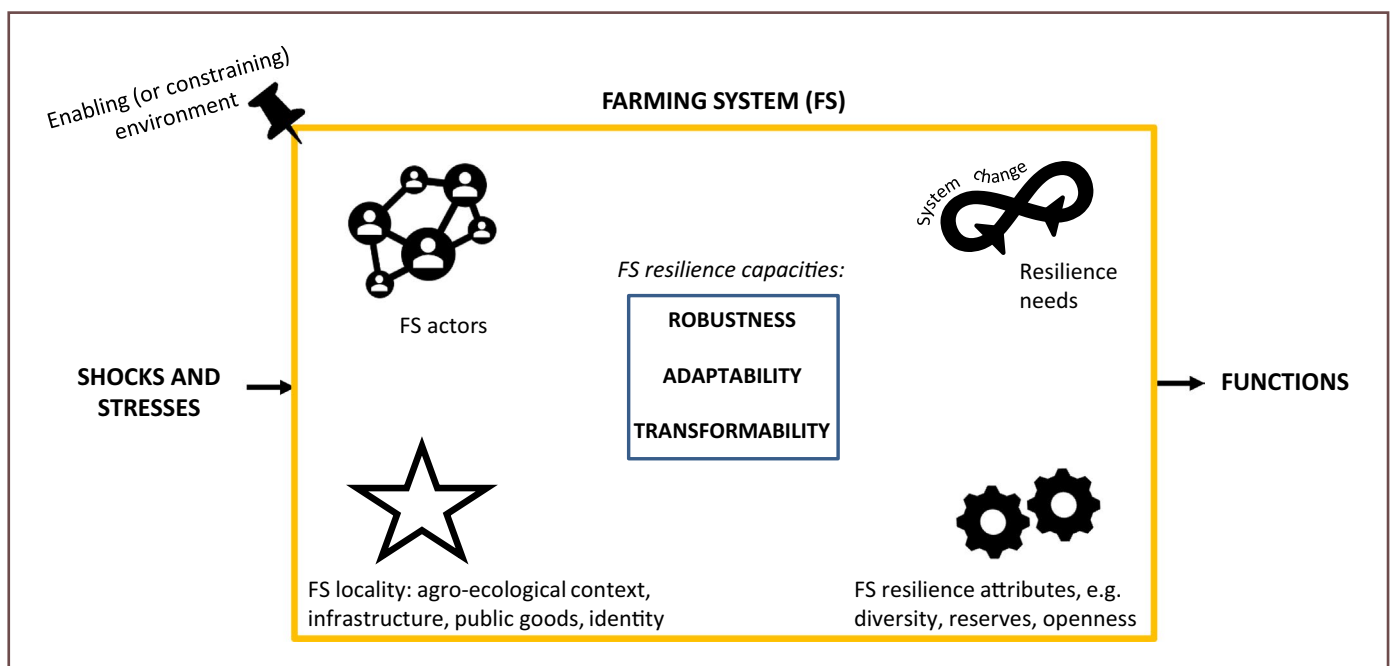 Enabling (or constraining)
environment
FARMING SYSTEM (FS)
System change
FS resilience capacities:
Resilience
needs
ROBUSTNESS
FS actors
ADAPTABILITY
SHOCKS AND
STRESSES
FUNCTIONS
TRANSFORMABILITY
FS locality: agro-ecological context,
infrastructure, public goods, identity
FS resilience attributes, e.g.
diversity, reserves, openness